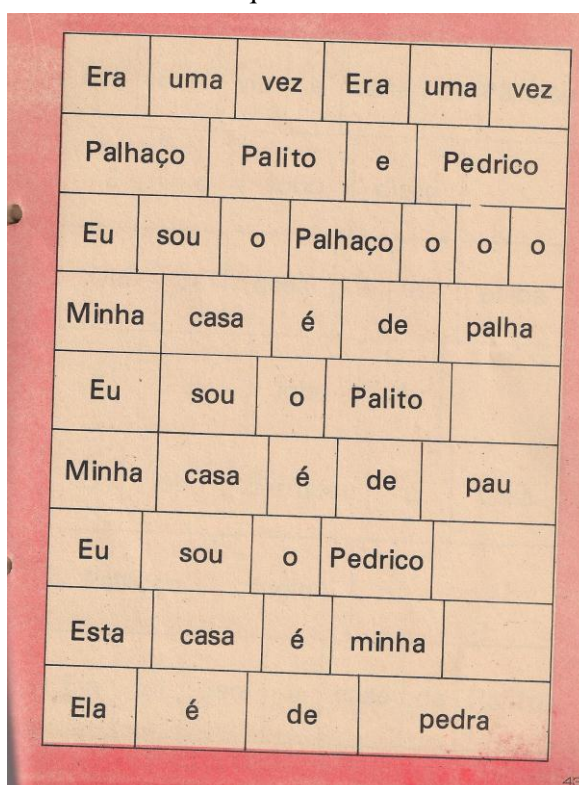 Era uma vez Era uma vez
Palhaço Palito e Pedrico
Eu sou o Palhaço o o o
Minha casa é de palha
Eu sou o Palito
Minha casa é de pau
Eu sou o Pedrico
Esta casa é minha
Ela é de pedra